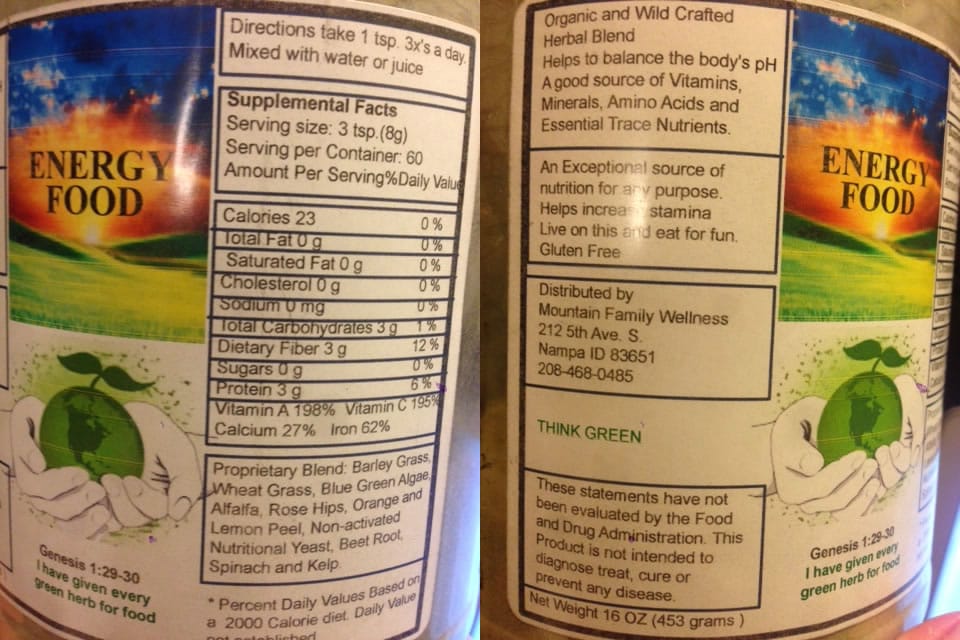 ENERGY
FOOD
Genesis 1:29-30
I have given every
green herb for food
Directions take 1 tsp. 3x's a day.
Mixed with water or juice
Supplemental Facts
Serving size: 3 tsp.(8g)
Serving per Container: 60
Amount Per Serving%Daily Value
Calories 23 0 %
Total Fat 0 g 0 %
Saturated Fat 0 g 0 %
Cholesterol 0 g 0 %
Sodium 0 mg 0 %
Total Carbohydrates 3 g 1 %
Dietary Fiber 3 g 12 %
Sugars 0 g 0 %
Protein 3 g 6 %
Vitamin A 198% Vitamin C 195%
Calcium 27% Iron 62%
Proprietary Blend: Barley Grass,
Wheat Grass, Blue Green Algae,
Alfalfa, Rose Hips, Orange and
Lemon Peel, Non-activated
Nutritional Yeast, Beet Root,
Spinach and Kelp.
* Percent Daily Values Based on
a 2000 Calorie diet. Daily Value
not established
Organic and Wild Crafted
Herbal Blend
Helps to balance the body's pH
A good source of Vitamins,
Minerals, Amino Acids and
Essential Trace Nutrients.
An Exceptional source of
nutrition for any purpose.
Helps increase stamina
Live on this and eat for fun.
Gluten Free
Distributed by
Mountain Family Wellness
212 5th Ave. S.
Nampa ID 83651
208-468-0485
THINK GREEN
These statements have not
been evaluated by the Food
and Drug Administration. This
Product is not intended to
diagnose treat, cure or
prevent any disease.
Net Weight 16 OZ (453 grams )
ENERGY
FOOD
Genesis 1:29-30
I have given every
green herb for food